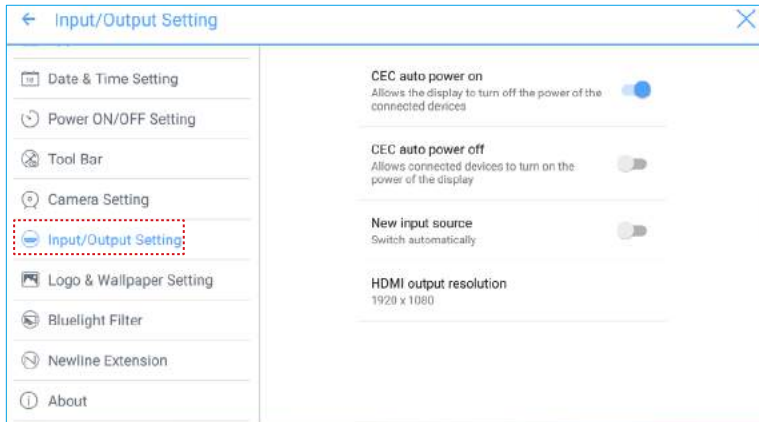 Input/Output Setting
Date & Time Setting
Power ON/OFF Setting
Tool Bar
Camera Setting
Input/Output Setting
Logo & Wallpaper Setting
Bluelight Filter
Newline Extension
About
CEC auto power on
Allows the display to turn off the power of the
connected devices
CEC auto power off
Allows connected devices to turn on the
power of the display
New input source
Switch automatically
HDMI output resolution
1920 x 1080